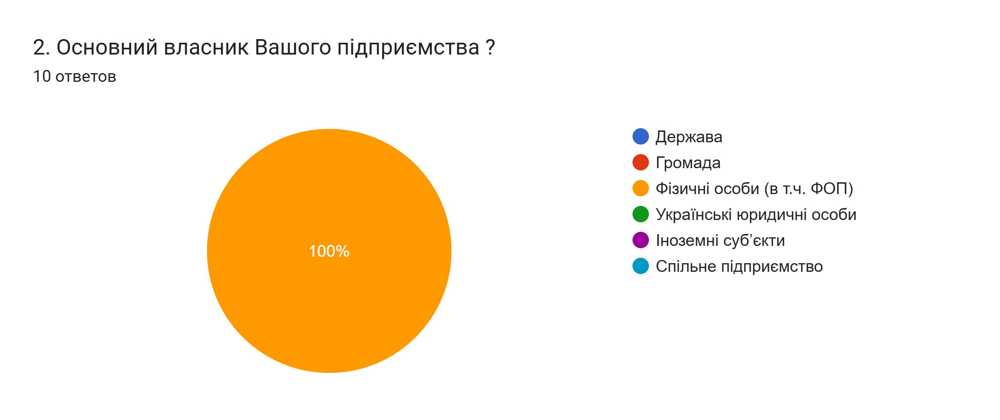 2. Основний власник Вашого підприємства ?
10 ответов
100%
Держава
Громада
Фізичні особи (в т.ч. ФОП)
Українські юридичні особи
Іноземні суб’єкти
Спільне підприємство